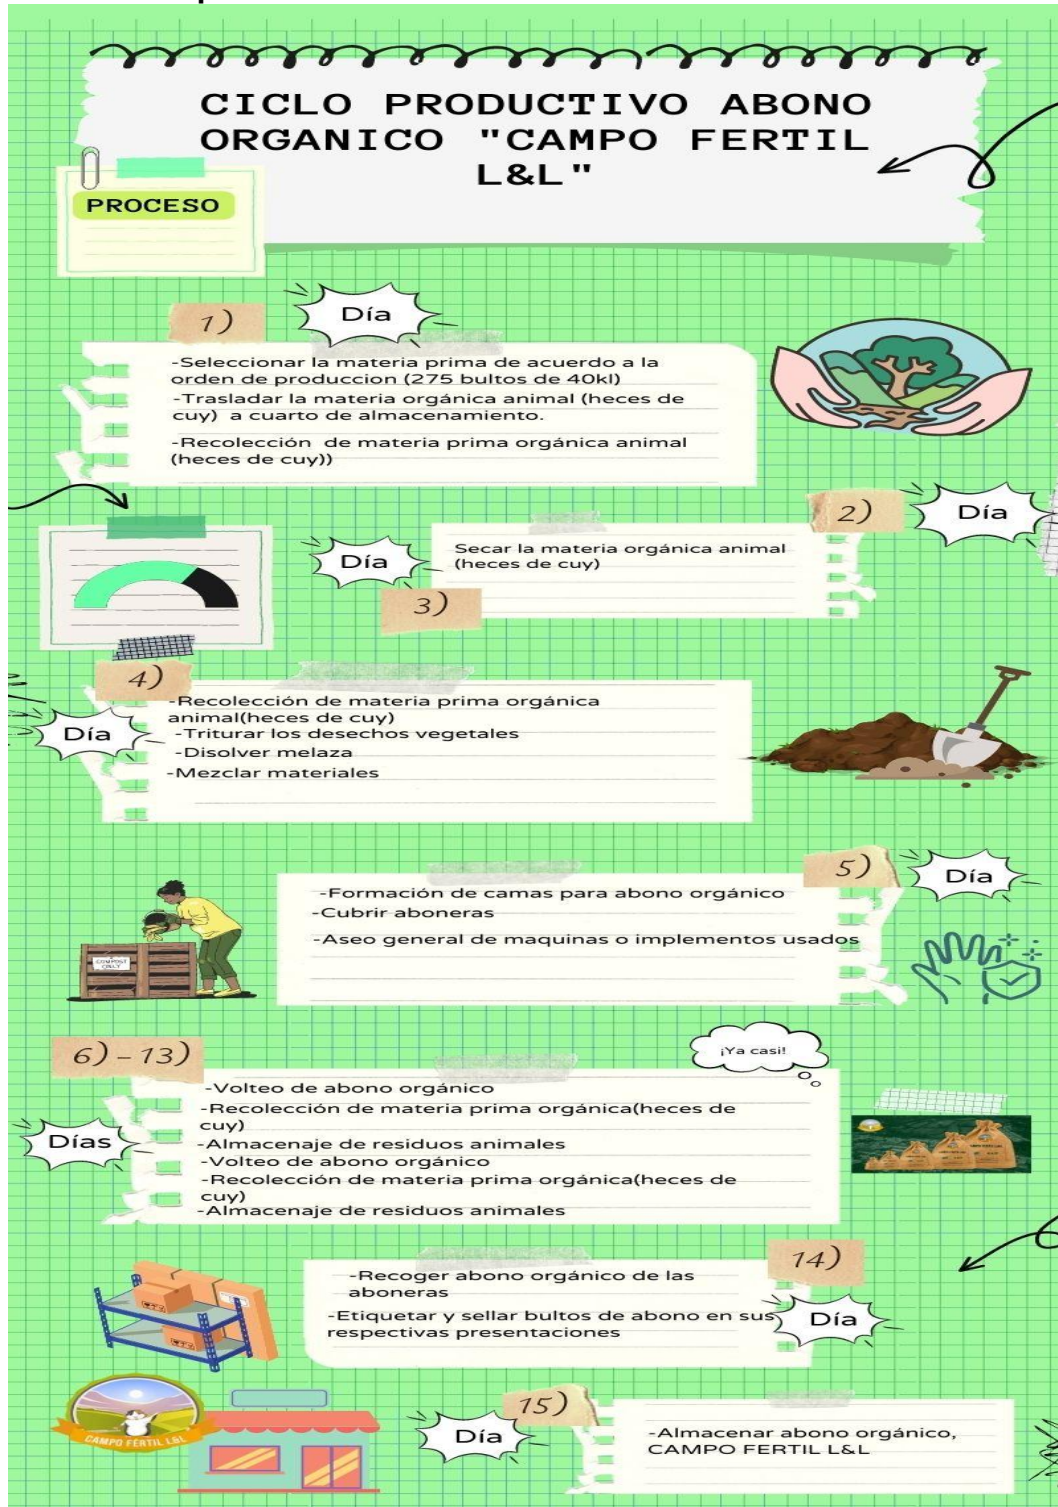 CICLO PRODUCTIVO ABONO
ORGANICO "CAMPO FERTIL
L&L"
PROCESO
1)
Día
-Seleccionar la materia prima de acuerdo a la
orden de produccion (275 bultos de 40kl)
-Trasladar la materia orgánica animal (heces de
cuy) a cuarto de almacenamiento.
-Recolección de materia prima orgánica animal
(heces de cuy))
2)
Día
Día
3)
Secar la materia orgánica animal
(heces de cuy)
4)
Día
-Recolección de materia prima orgánica
animal(heces de cuy)
-Triturar los desechos vegetales
-Disolver melaza
-Mezclar materiales
5)
Día
-Formación de camas para abono orgánico
-Cubrir aboneras
-Aseo general de maquinas o implementos usados
COMPOST
ONLY
6)-13)
Días
¡Ya casi!
-Volteo de abono orgánico
-Recolección de materia prima orgánica(heces de
cuy)
-Almacenaje de residuos animales
-Volteo de abono orgánico
-Recolección de materia prima orgánica(heces de
cuy)
-Almacenaje de residuos animales
14)
Día
-Recoger abono orgánico de las
aboneras
-Etiquetar y sellar bultos de abono en sus
respectivas presentaciones
15)
Día
-Almacenar abono orgánico,
CAMPO FERTIL L&L
CAMPO FÉRTIL L&L